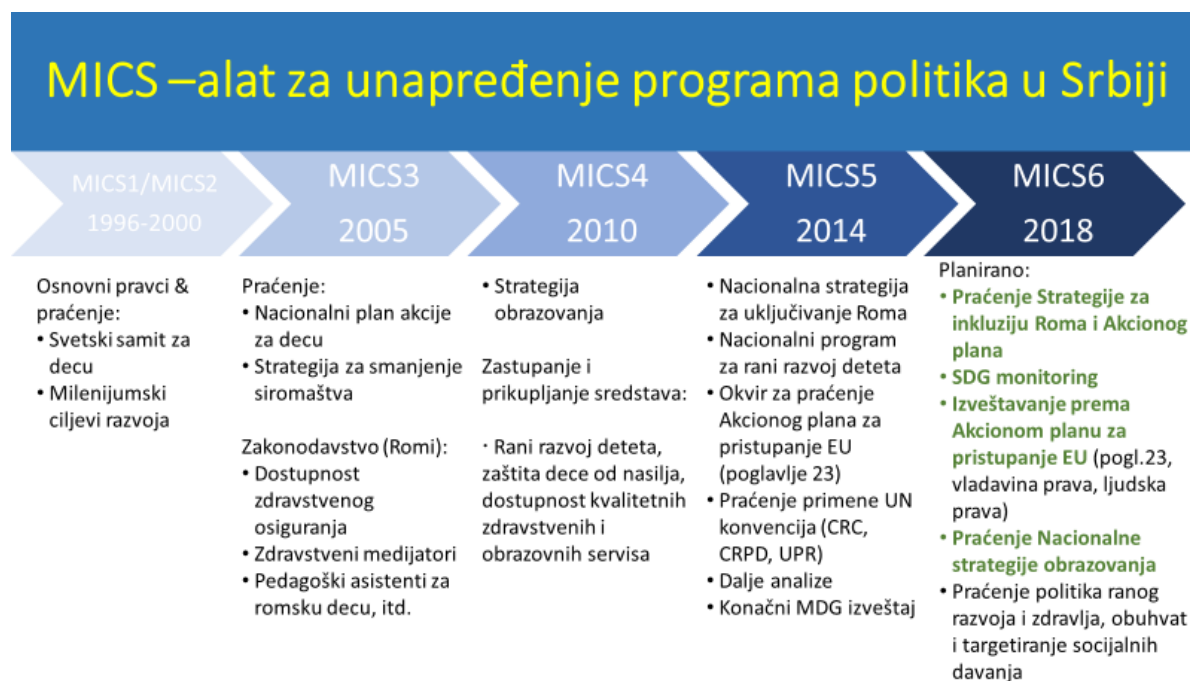 MICS –alat za unapređenje programa politika u Srbiji
MICS1/MICS2
1996-2000
Osnovni pravci &
praćenje:
• Svetski samit za
decu
• Milenijumski
ciljevi razvoja
MICS3
2005
Praćenje:
• Nacionalni plan akcije
za decu
• Strategija za smanjenje
siromaštva
Zakonodavstvo (Romi):
• Dostupnost
zdravstvenog
osiguranja
• Zdravstveni medijatori
• Pedagoški asistenti za
romsku decu, itd.
MICS4
2010
• Strategija
obrazovanja
Zastupanje i
prikupljanje sredstava:
· Rani razvoj deteta,
zaštita dece od nasilja,
dostupnost kvalitetnih
zdravstvenih i
obrazovnih servisa
MICS5
2014
• Nacionalna strategija
za uključivanje Roma
• Nacionalni program
za rani razvoj deteta
• Okvir za praćenje
Akcionog plana za
pristupanje EU
(poglavlje 23)
• Praćenje primene UN
konvencija (CRC,
CRPD, UPR)
• Dalje analize
• Konačni MDG izveštaj
MICS6
2018
Planirano:
• Praćenje Strategije za
inkluziju Roma i Akcionog
plana
• SDG monitoring
• Izveštavanje prema
Akcionom planu za
pristupanje EU (pogl.23,
vladavina prava, ljudska
prava)
• Praćenje Nacionalne
strategije obrazovanja
• Praćenje politika ranog
razvoja i zdravlja, obuhvat
i targetiranje socijalnih
davanja